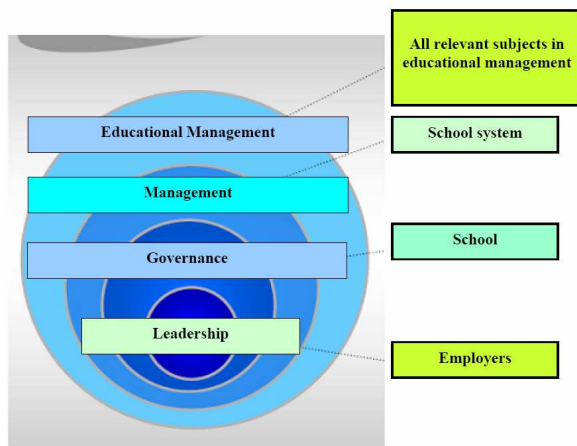 All relevant subjects in
educational management
Educational Management
School system
Management
Governance
School
Leadership
Employers